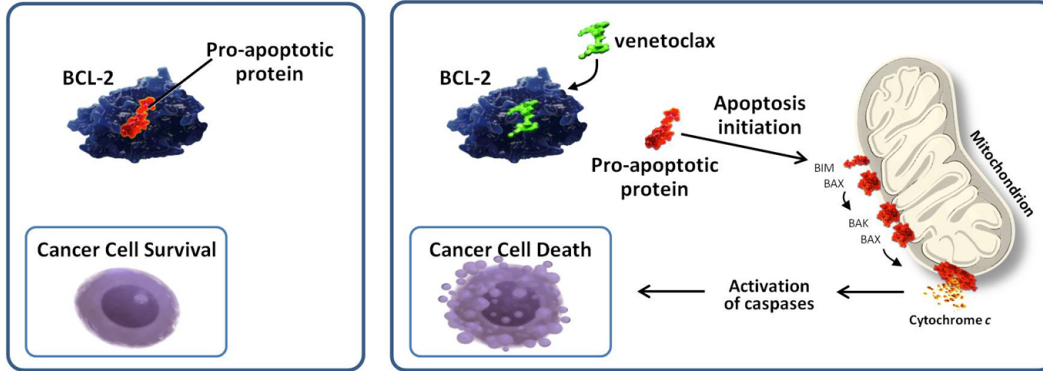 Pro-apoptotic
protein
BCL-2
Cancer Cell Survival
venetoclax
BCL-2
Apoptosis
initiation
Pro-apoptotic
protein
Mitochondrion
BIM
BAX
BAK
BAX
Cytochrome c
Activation
of caspases
Cancer Cell Death